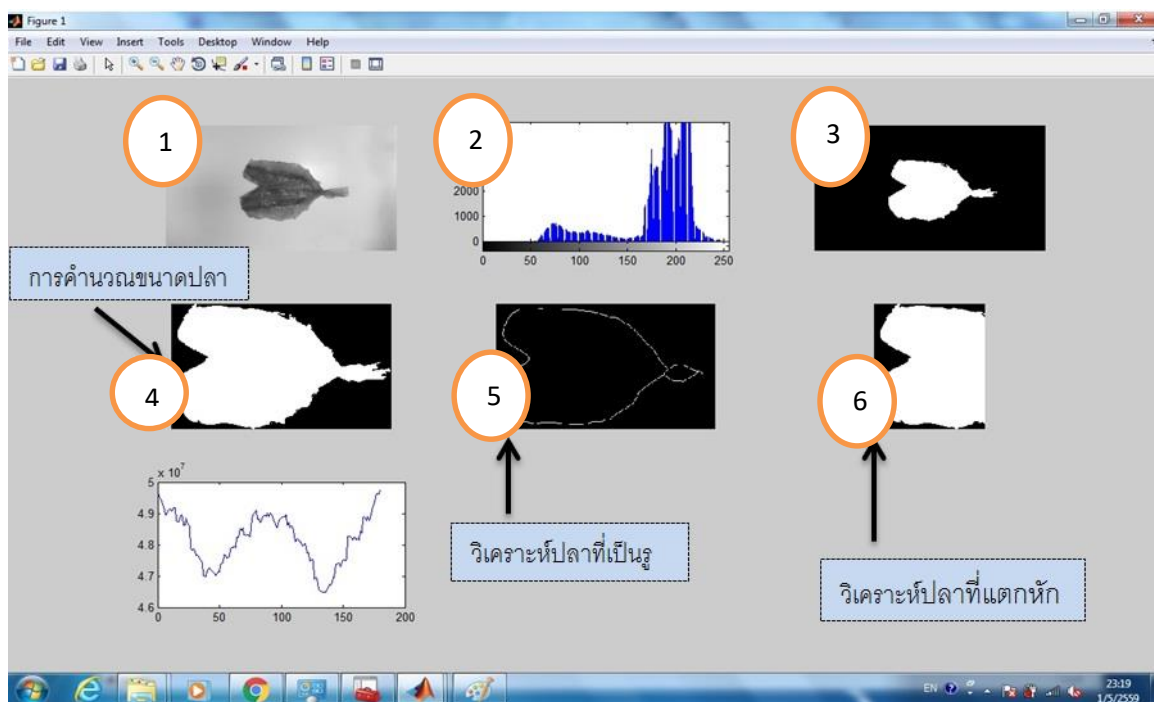 Figure 1
File Edit View Insert Tools Desktop Window Help
1
2
3
2000
1000
0
0 50 100 150 200 250
การคำนวณขนาดปลา
4
5
6
x 10⁷
5
4.9
4.8
4.7
4.6
0 50 100 150 200
วิเคราะห์ปลาที่เป็นรู
วิเคราะห์ปลาที่แตกหัก
EN
23:19
1/5/2559